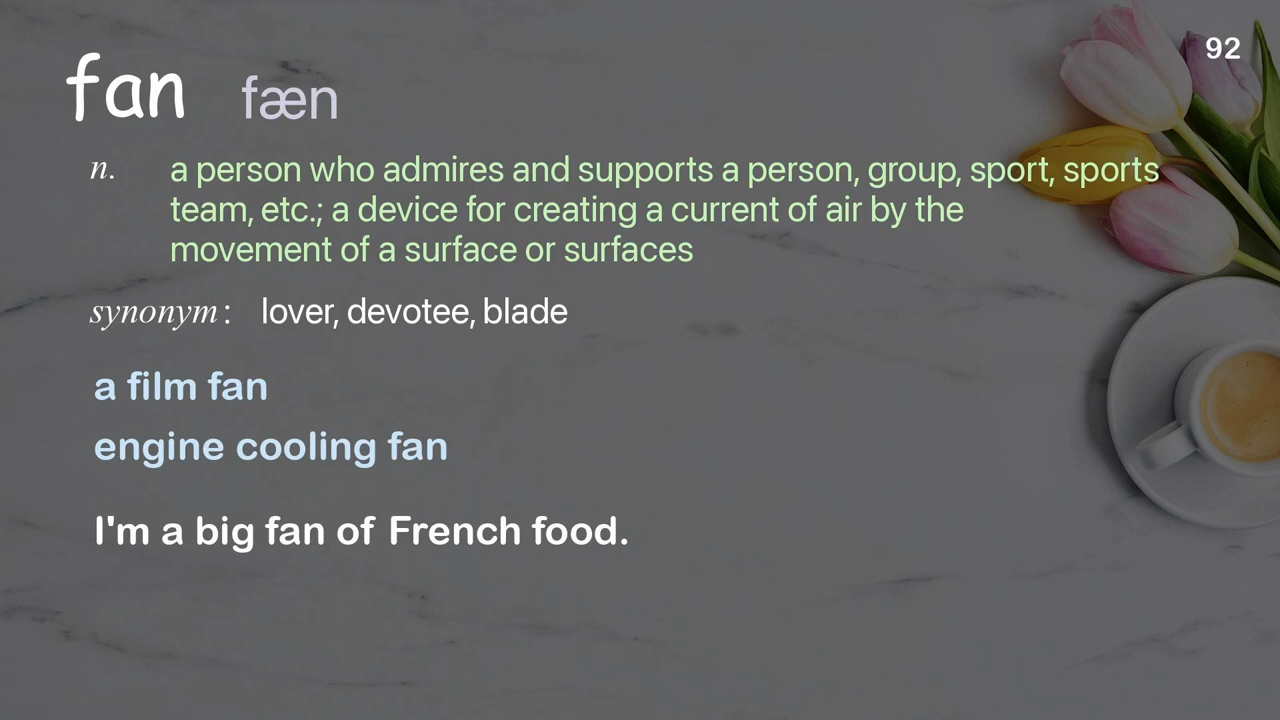 92
fan fæn
n. a person who admires and supports a person, group, sport, sports
team, etc.; a device for creating a current of air by the
movement of a surface or surfaces
synonym: lover, devotee, blade
a film fan
engine cooling fan
I'm a big fan of French food.